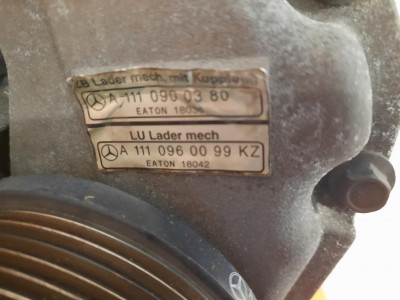 Lader mech. mit Kupplung
A 111 090 03 80
EATON 18036
LU Lader mech
A 111 096 00 99 KZ
EATON 18042